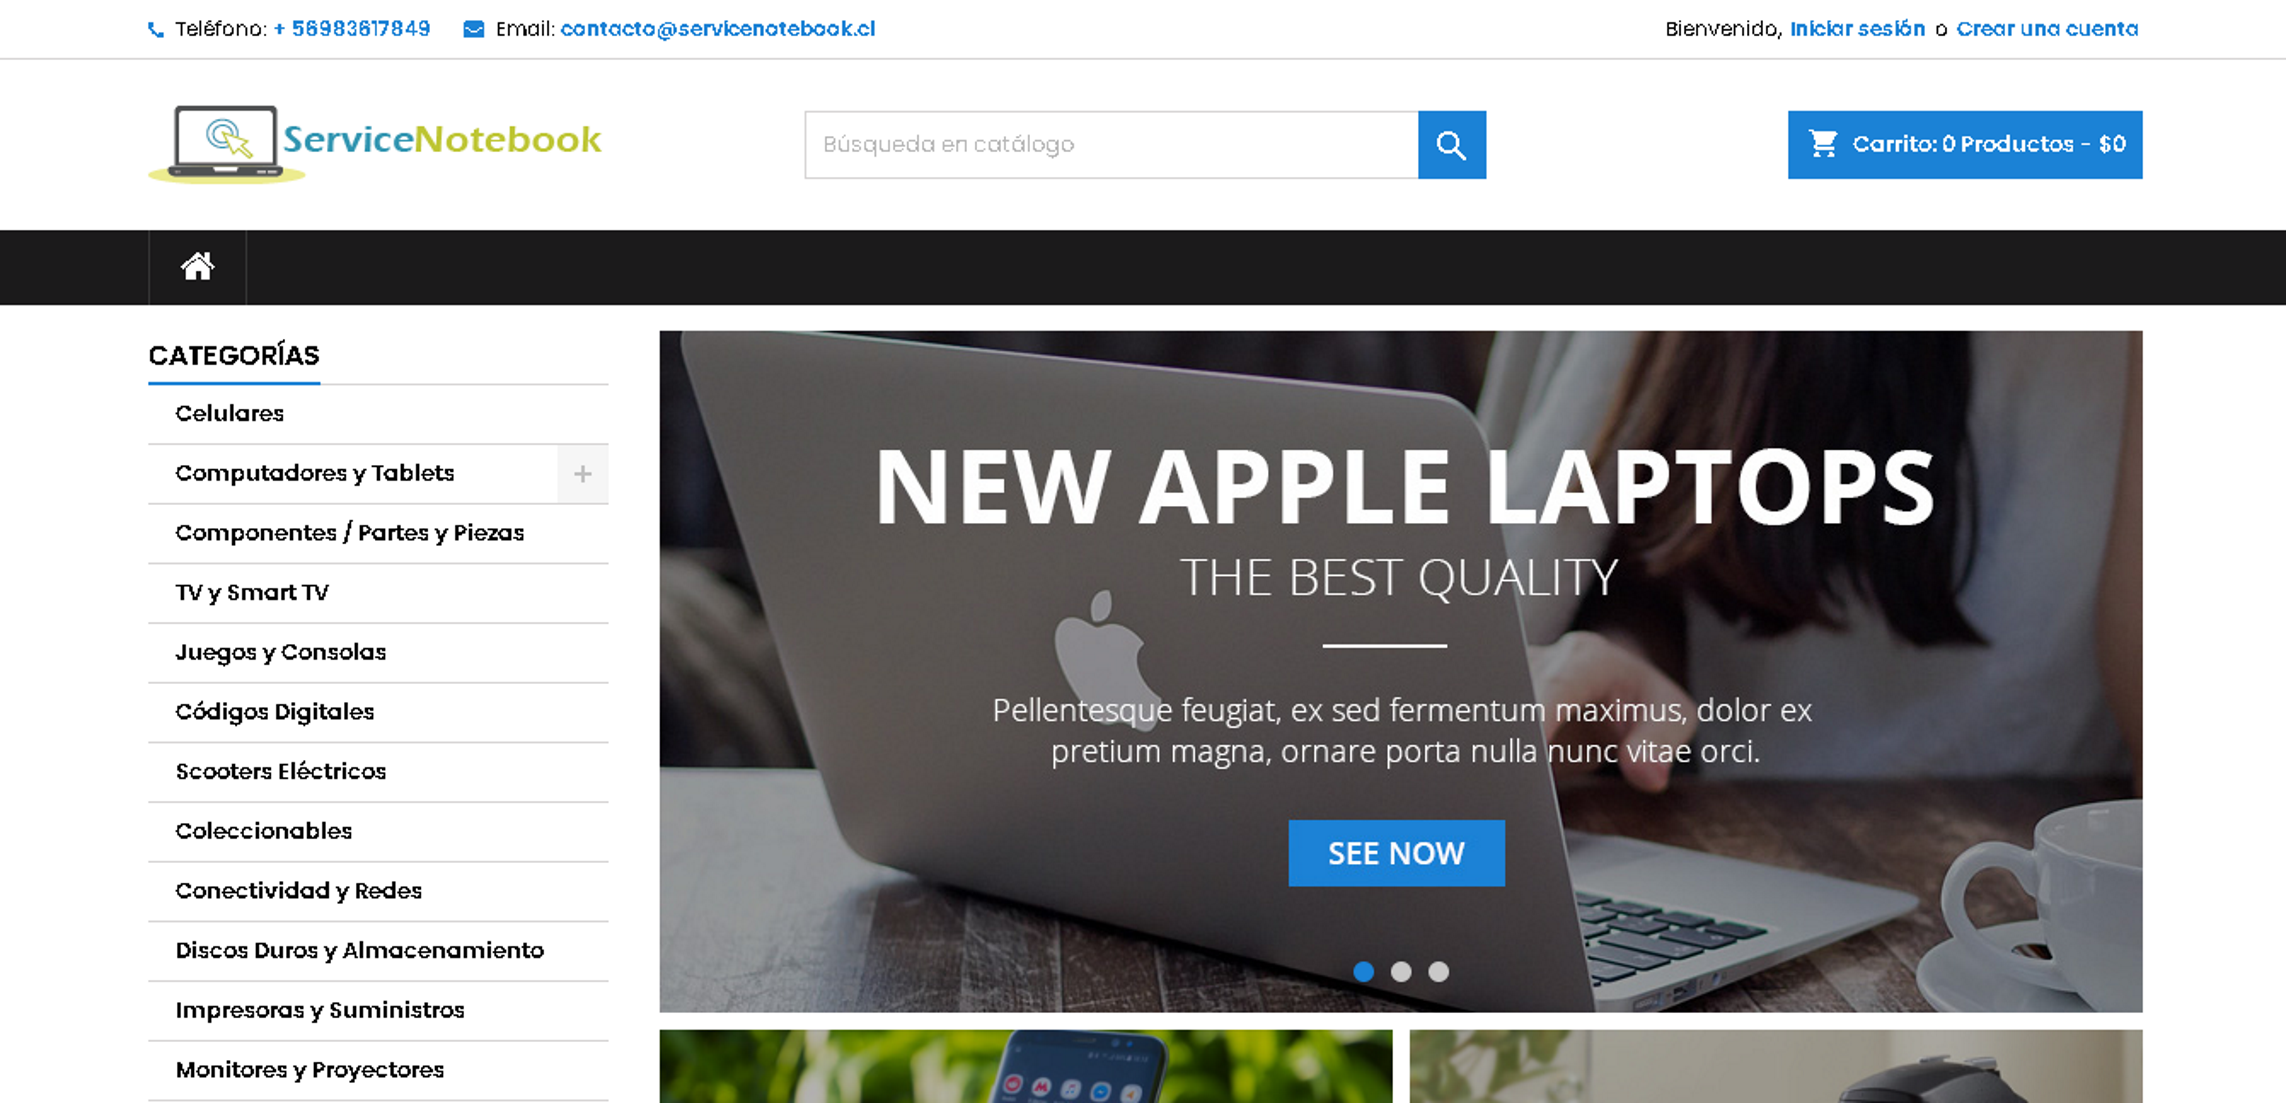 Teléfono: + 56983617849 Email: contacto@servicenotebook.cl Bienvenido, Iniciar sesión o Crear una cuenta
ServiceNotebook
Búsqueda en catálogo
Carrito: 0 Productos - $0
CATEGORÍAS
Celulares
Computadores y Tablets +
Componentes / Partes y Piezas
TV y Smart TV
Juegos y Consolas
Códigos Digitales
Scooters Eléctricos
Coleccionables
Conectividad y Redes
Discos Duros y Almacenamiento
Impresoras y Suministros
Monitores y Proyectores
NEW APPLE LAPTOPS
THE BEST QUALITY
Pellentesque feugiat, ex sed fermentum maximus, dolor ex
pretium magna, ornare porta nulla nunc vitae orci.
SEE NOW